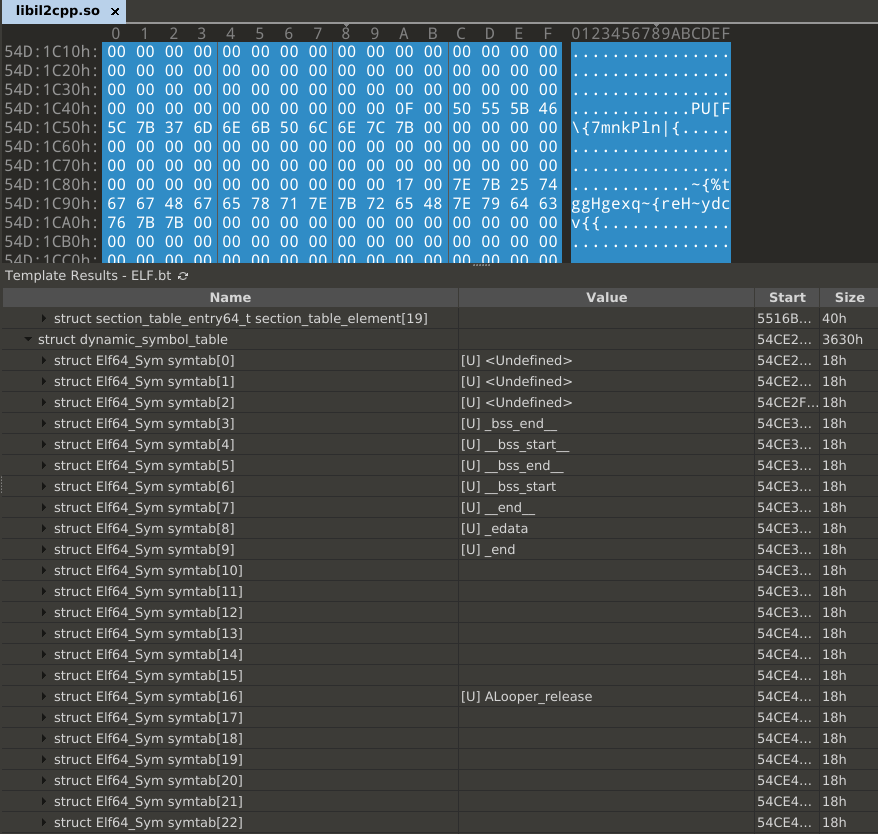 libil2cpp.so ×
0 1 2 3 4 5 6 7 8 9 A B C D E F 0123456789ABCDEF
54D:1C10h: 00 00 00 00 00 00 00 00 00 00 00 00 00 00 00 00 ................
54D:1C20h: 00 00 00 00 00 00 00 00 00 00 00 00 00 00 00 00 ................
54D:1C30h: 00 00 00 00 00 00 00 00 00 00 00 00 00 00 00 00 ................
54D:1C40h: 00 00 00 00 00 00 00 00 00 00 0F 00 50 55 5B 46 ............PU[F
54D:1C50h: 5C 7B 37 6D 6E 6B 50 6C 6E 7C 7B 00 00 00 00 00 \{7mnkPln|{.....
54D:1C60h: 00 00 00 00 00 00 00 00 00 00 00 00 00 00 00 00 ................
54D:1C70h: 00 00 00 00 00 00 00 00 00 00 00 00 00 00 00 00 ................
54D:1C80h: 00 00 00 00 00 00 00 00 00 00 17 00 7E 7B 25 74 ............~{%t
54D:1C90h: 67 67 48 67 65 78 71 7E 7B 72 65 48 7E 79 64 63 ggHgexq~{reH~ydc
54D:1CA0h: 76 7B 7B 00 00 00 00 00 00 00 00 00 00 00 00 00 v{{.............
54D:1CB0h: 00 00 00 00 00 00 00 00 00 00 00 00 00 00 00 00 ................
54D:1CC0h: 00 00 00 00 00 00 00 00 00 00 00 00 00 00 00 00 ................
Template Results - ELF.bt
Name Value Start Size
struct section_table_entry64_t section_table_element[19] 5516B... 40h
struct dynamic_symbol_table 54CE2... 3630h
struct Elf64_Sym symtab[0] [U] <Undefined> 54CE2... 18h
struct Elf64_Sym symtab[1] [U] <Undefined> 54CE2... 18h
struct Elf64_Sym symtab[2] [U] <Undefined> 54CE2F... 18h
struct Elf64_Sym symtab[3] [U] _bss_end__ 54CE3... 18h
struct Elf64_Sym symtab[4] [U] __bss_start__ 54CE3... 18h
struct Elf64_Sym symtab[5] [U] __bss_end__ 54CE3... 18h
struct Elf64_Sym symtab[6] [U] __bss_start 54CE3... 18h
struct Elf64_Sym symtab[7] [U] __end__ 54CE3... 18h
struct Elf64_Sym symtab[8] [U] _edata 54CE3... 18h
struct Elf64_Sym symtab[9] [U] _end 54CE3... 18h
struct Elf64_Sym symtab[10] 54CE3... 18h
struct Elf64_Sym symtab[11] 54CE3... 18h
struct Elf64_Sym symtab[12] 54CE3... 18h
struct Elf64_Sym symtab[13] 54CE4... 18h
struct Elf64_Sym symtab[14] 54CE4... 18h
struct Elf64_Sym symtab[15] 54CE4... 18h
struct Elf64_Sym symtab[16] [U] ALooper_release 54CE4... 18h
struct Elf64_Sym symtab[17] 54CE4... 18h
struct Elf64_Sym symtab[18] 54CE4... 18h
struct Elf64_Sym symtab[19] 54CE4... 18h
struct Elf64_Sym symtab[20] 54CE4... 18h
struct Elf64_Sym symtab[21] 54CE4... 18h
struct Elf64_Sym symtab[22] 54CE4... 18h